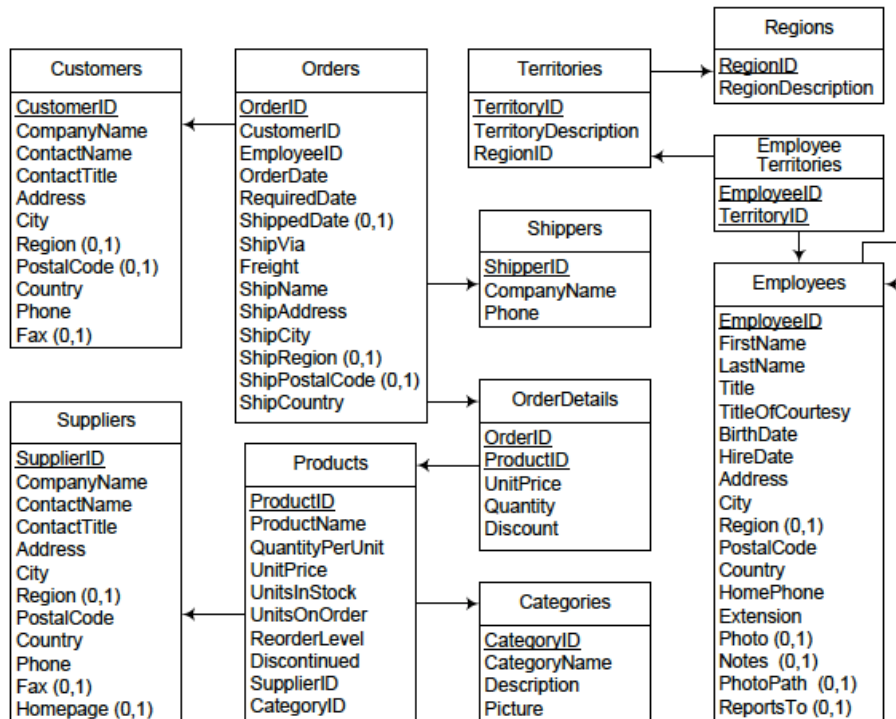 Customers
CustomerID
CompanyName
ContactName
ContactTitle
Address
City
Region (0,1)
PostalCode (0,1)
Country
Phone
Fax (0,1)
Orders
OrderID
CustomerID
EmployeeID
OrderDate
RequiredDate
ShippedDate (0,1)
ShipVia
Freight
ShipName
ShipAddress
ShipCity
ShipRegion (0,1)
ShipPostalCode (0,1)
ShipCountry
Territories
TerritoryID
TerritoryDescription
RegionID
Regions
RegionID
RegionDescription
Employee
Territories
EmployeeID
TerritoryID
Shippers
ShipperID
CompanyName
Phone
Employees
EmployeeID
FirstName
LastName
Title
TitleOfCourtesy
BirthDate
HireDate
Address
City
Region (0,1)
PostalCode
Country
HomePhone
Extension
Photo (0,1)
Notes (0,1)
PhotoPath (0,1)
ReportsTo (0,1)
Suppliers
SupplierID
CompanyName
ContactName
ContactTitle
Address
City
Region (0,1)
PostalCode
Country
Phone
Fax (0,1)
Homepage (0,1)
Products
ProductID
ProductName
QuantityPerUnit
UnitPrice
UnitsInStock
UnitsOnOrder
ReorderLevel
Discontinued
SupplierID
CategoryID
OrderDetails
OrderID
ProductID
UnitPrice
Quantity
Discount
Categories
CategoryID
CategoryName
Description
Picture